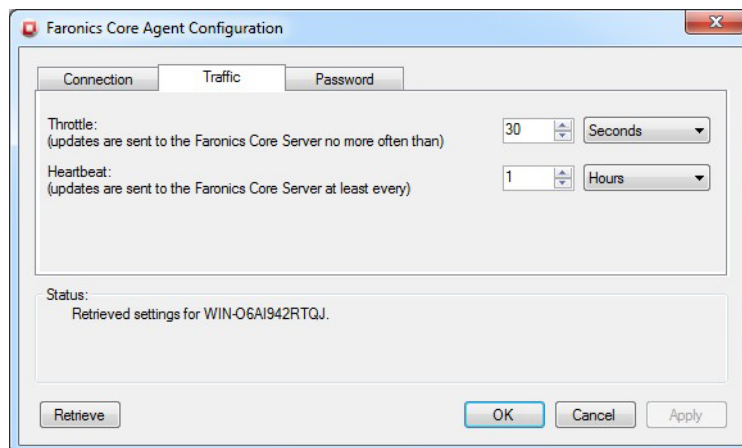 Faronics Core Agent Configuration
Connection
Traffic
Password
Throttle:
(updates are sent to the Faronics Core Server no more often than)
30
Seconds
Heartbeat:
(updates are sent to the Faronics Core Server at least every)
1
Hours
Status:
Retrieved settings for WIN-O6AI942RTQJ.
Retrieve
OK
Cancel
Apply